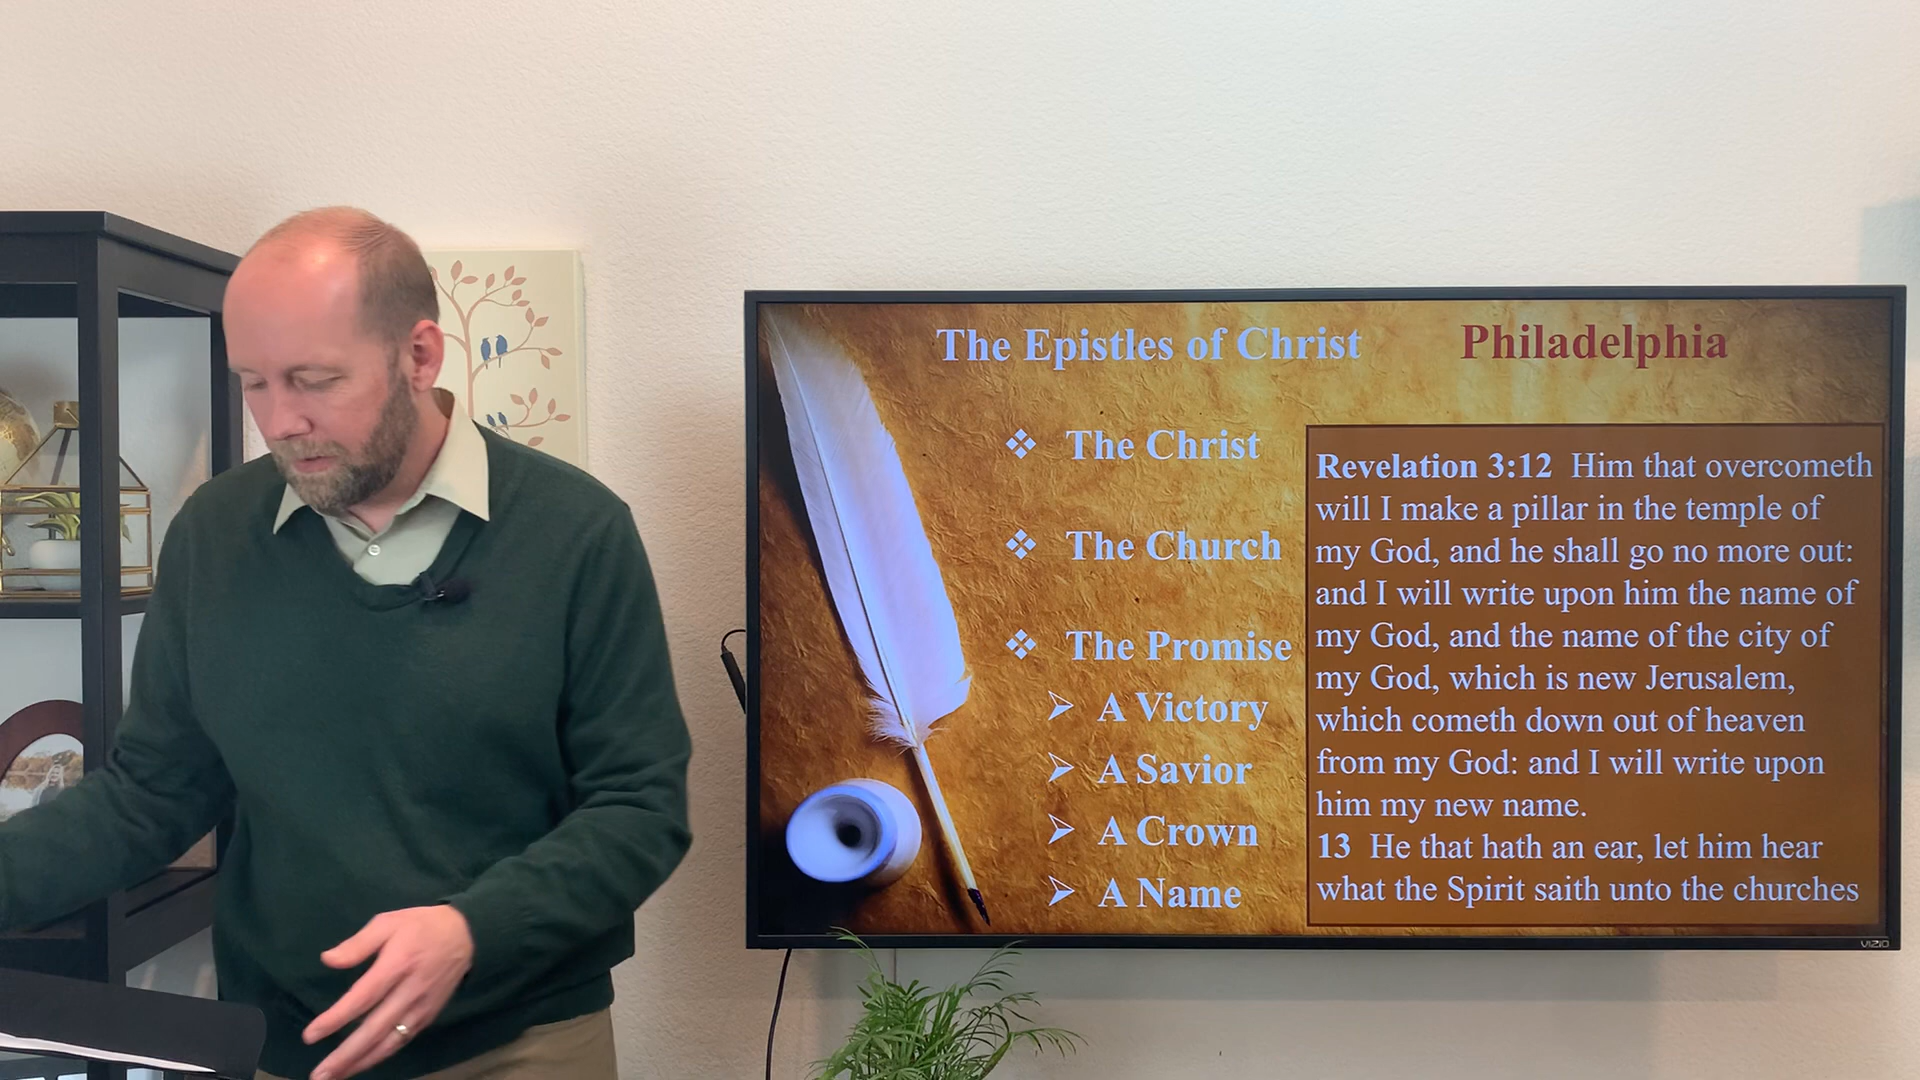 The Epistles of Christ
Philadelphia
The Christ
The Church
The Promise
A Victory
A Savior
A Crown
A Name
Revelation 3:12 Him that overcometh
will I make a pillar in the temple of
my God, and he shall go no more out:
and I will write upon him the name of
my God, and the name of the city of
my God, which is new Jerusalem,
which cometh down out of heaven
from my God: and I will write upon
him my new name.
13 He that hath an ear, let him hear
what the Spirit saith unto the churches
VIZIO